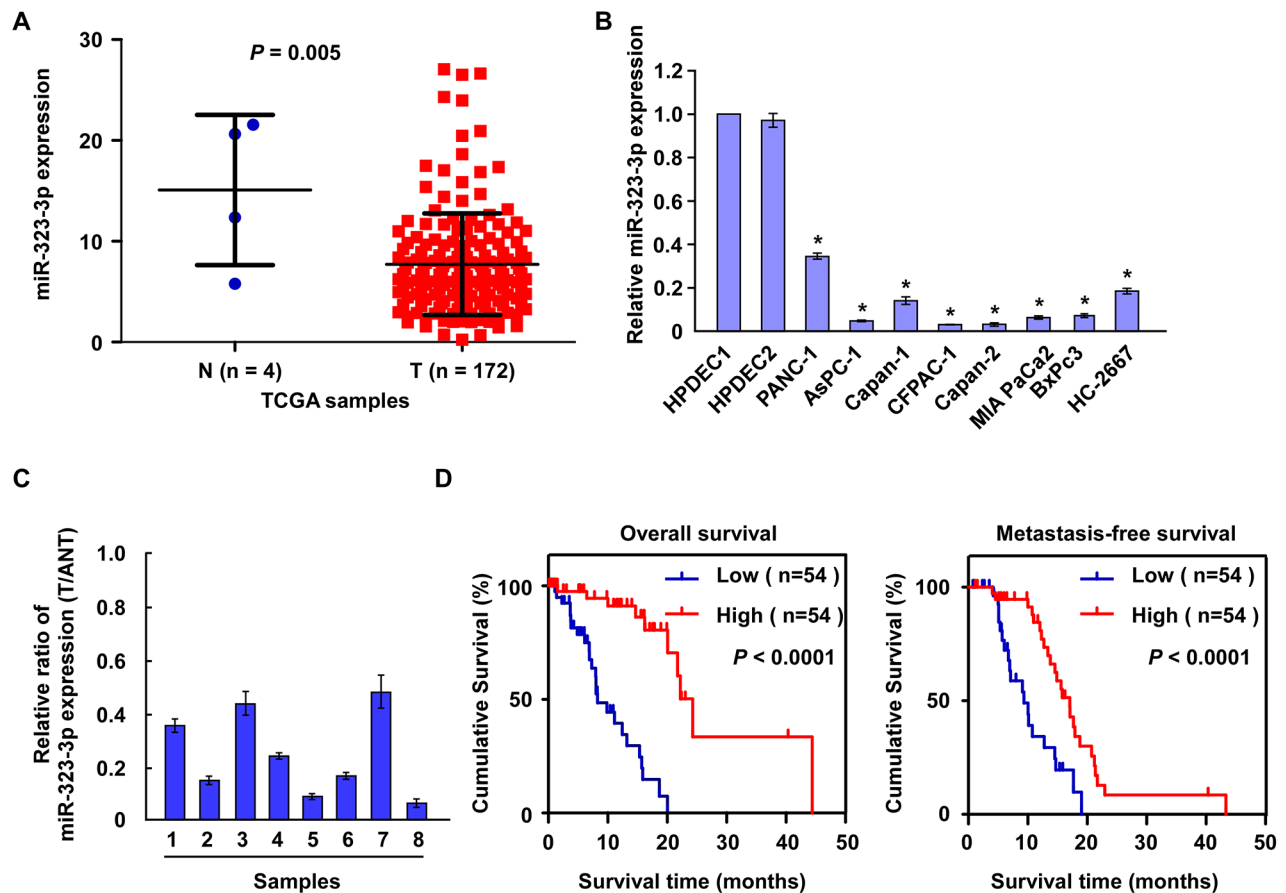 A
miR-323-3p expression
30
20
10
0
P = 0.005
N (n = 4)
T (n = 172)
TCGA samples
B
Relative miR-323-3p expression
1.2
1.0
0.8
0.6
0.4
0.2
0
*
*
*
*
*
*
*
*
HPDEC1
HPDEC2
PANC-1
AsPC-1
Capan-1
CFPAC-1
Capan-2
MIA PaCa2
BxPc3
HC-2667
C
Relative ratio of
miR-323-3p expression (T/ANT)
1.0
0.8
0.6
0.4
0.2
0
1 2 3 4 5 6 7 8
Samples
D
Overall survival
Cumulative Survival (%)
100
50
0
Low ( n=54 )
High ( n=54 )
P < 0.0001
0 10 20 30 40 50
Survival time (months)
Metastasis-free survival
Cumulative Survival (%)
100
50
0
Low ( n=54 )
High ( n=54 )
P < 0.0001
0 10 20 30 40 50
Survival time (months)